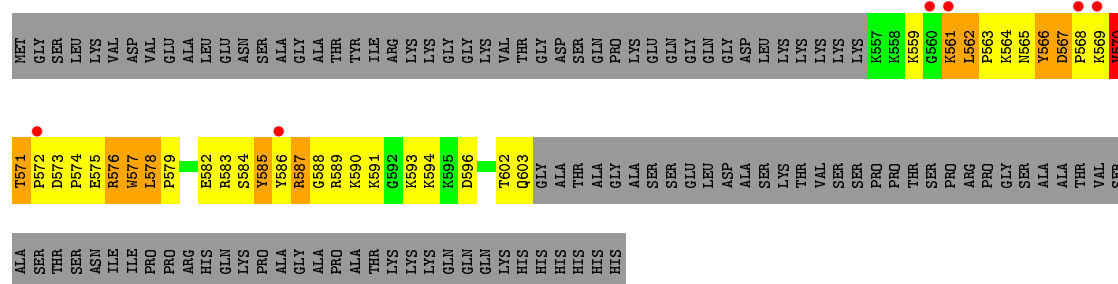 MET GLY SER LEU LYS VAL ASP VAL GLU ALA LEU GLU ASN SER ALA GLY ALA THR TYR ILE ARG LYS LYS GLY GLY LYS VAL THR GLY ASP SER GLN PRO LYS GLU GLN GLY GLN GLY ASP LEU LYS LYS LYS LYS LYS K557 K558 K559 G560 K561 L562 P563 K564 N565 Y566 D567 P568 K569
T571 P572 D573 P574 E575 R576 W577 L578 P579 E582 R583 S584 Y585 Y586 R587 G588 R589 K590 K591 G592 K593 K594 K595 D596 T602 Q603 GLY ALA THR ALA GLY ALA SER SER GLU LEU ASP ALA SER LYS THR VAL SER SER PRO PRO THR SER PRO ARG PRO GLY SER ALA ALA THR VAL SER
ALA SER THR SER ASN ILE ILE PRO PRO ARG HIS GLN LYS PRO ALA GLY ALA PRO ALA THR LYS LYS LYS GLN GLN GLN LYS HIS HIS HIS HIS HIS HIS